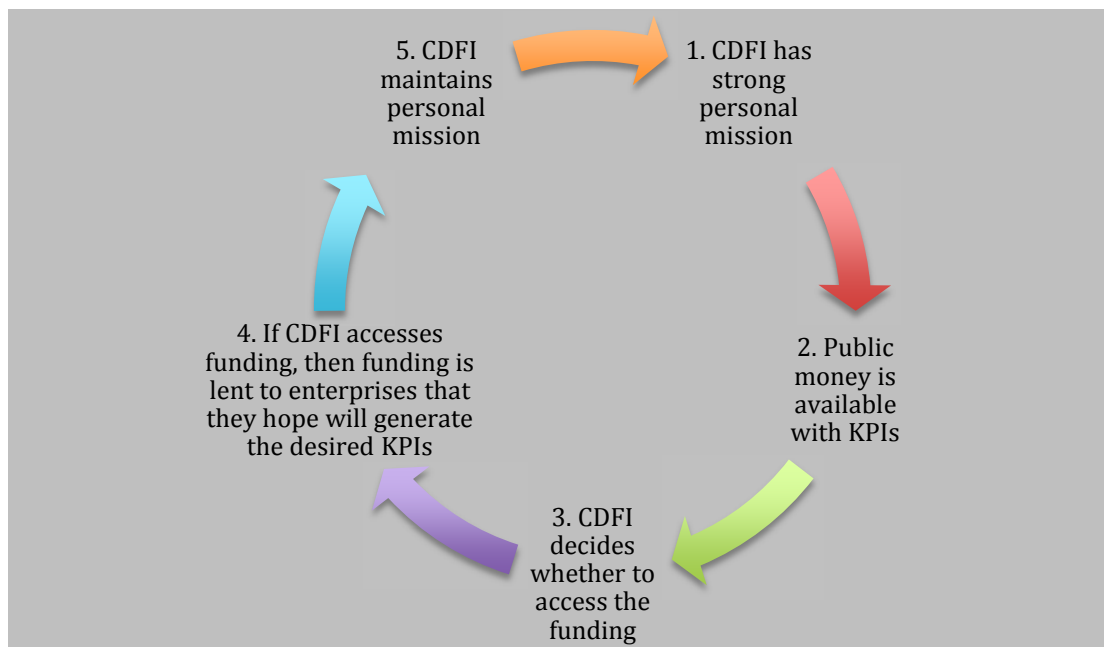 1. CDFI has
strong
personal
mission
2. Public
money is
available
with KPIs
3. CDFI
decides
whether to
access the
funding
4. If CDFI accesses
funding, then funding is
lent to enterprises that
they hope will generate
the desired KPIs
5. CDFI
maintains
personal
mission